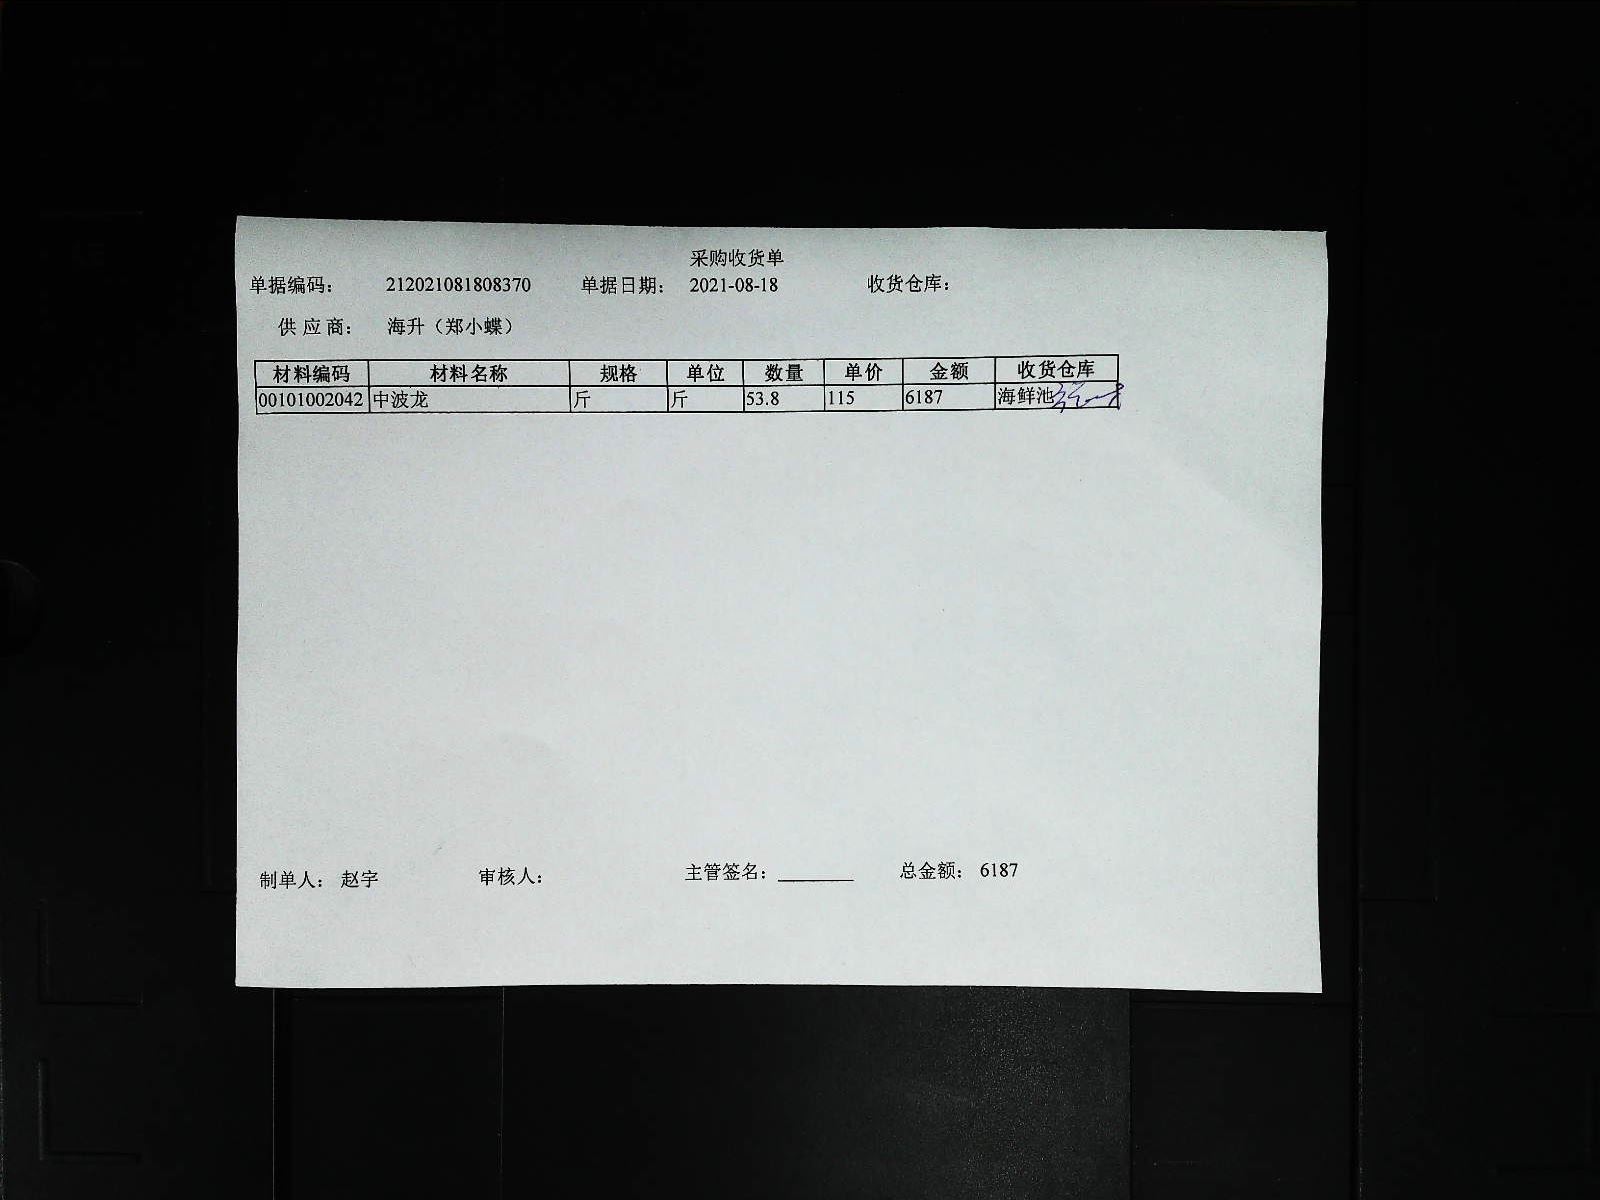 采购收货单
单据编码： 212021081808370 单据日期： 2021-08-18 收货仓库：
供应商： 海升（郑小蝶）
材料编码 材料名称 规格 单位 数量 单价 金额 收货仓库
00101002042 中波龙 斤 斤 53.8 115 6187 海鲜池
制单人： 赵宇 审核人： 主管签名： 总金额： 6187